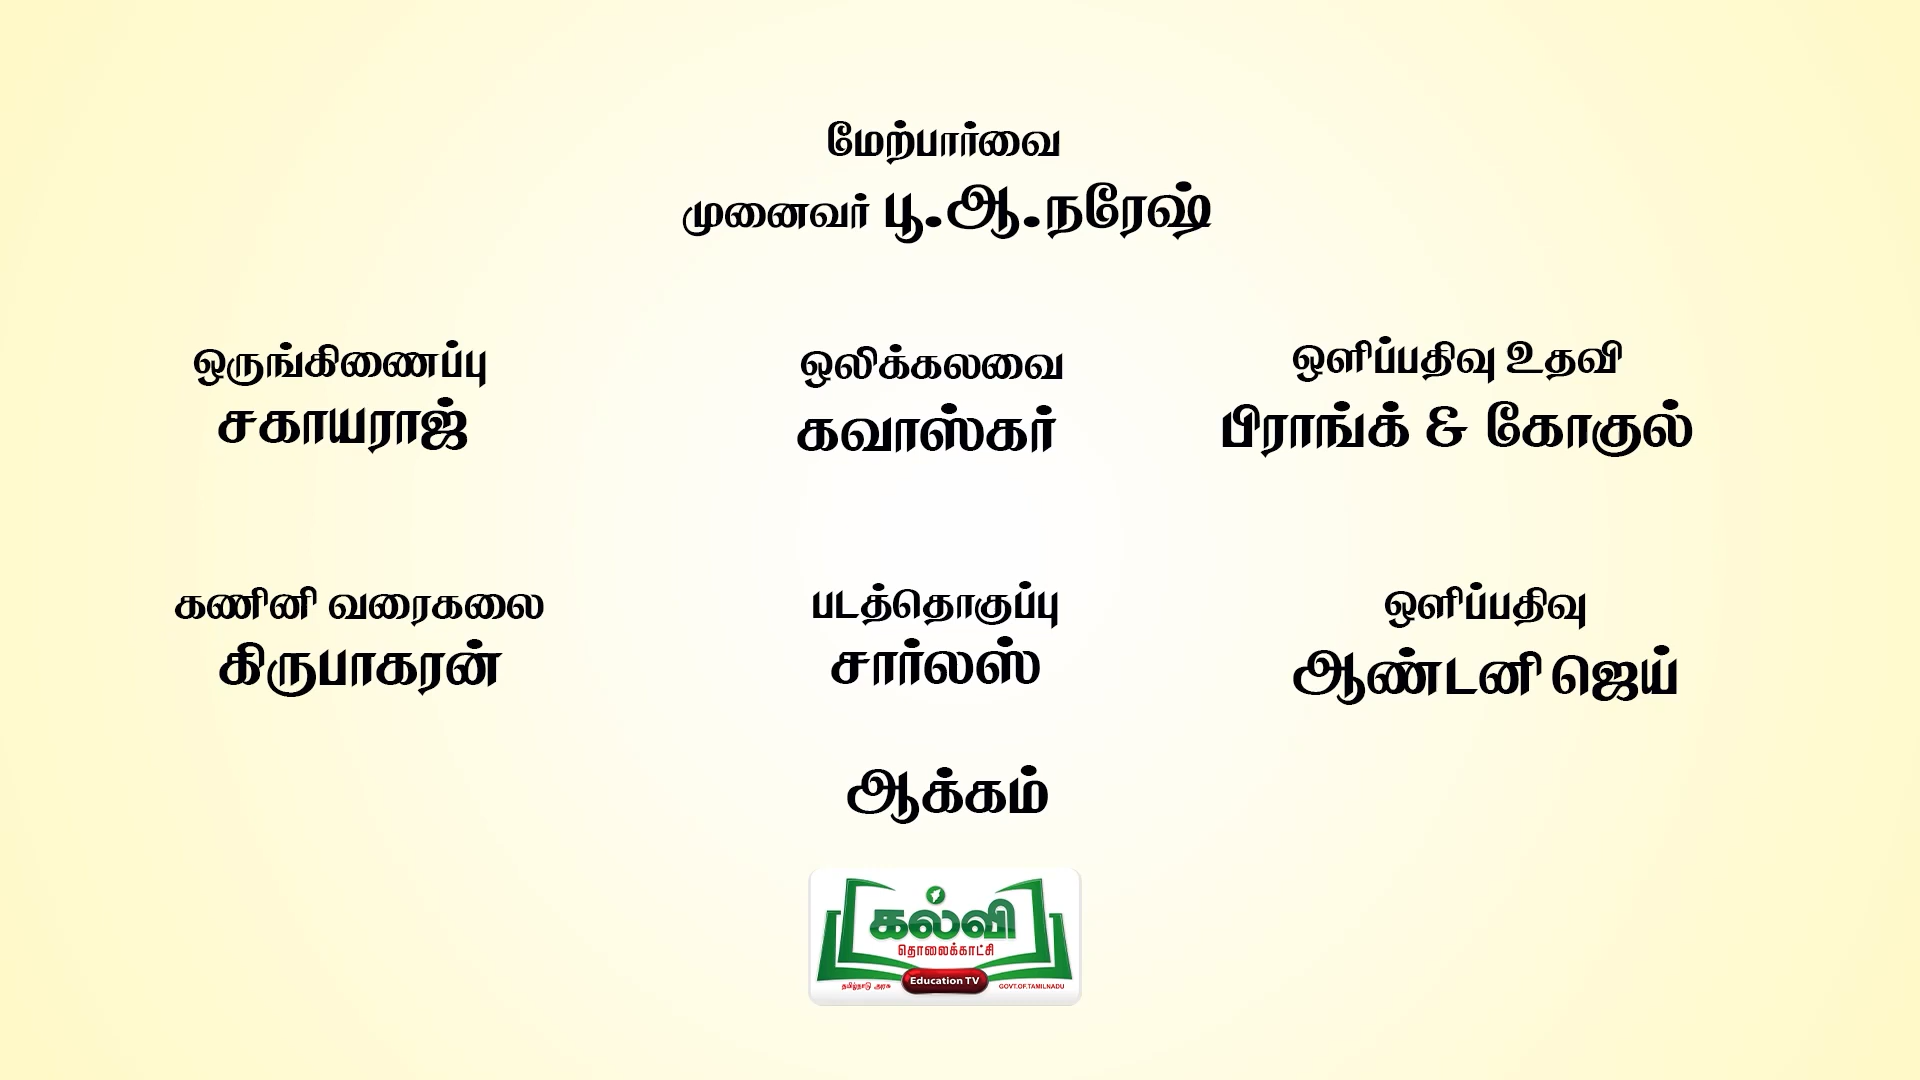 மேற்பார்வை
முனைவர் பூ.ஆ.நரேஷ்
ஒருங்கிணைப்பு
சகாயராஜ்
ஒலிக்கலவை
கவாஸ்கர்
ஒளிப்பதிவு உதவி
பிராங்க் & கோகுல்
கணினி வரைகலை
கிருபாகரன்
படத்தொகுப்பு
சார்லஸ்
ஒளிப்பதிவு
ஆண்டனி ஜெய்
ஆக்கம்
கல்வி
தொலைக்காட்சி
தமிழ்நாடு அரசு
Education TV
GOVT.OF.TAMILNADU